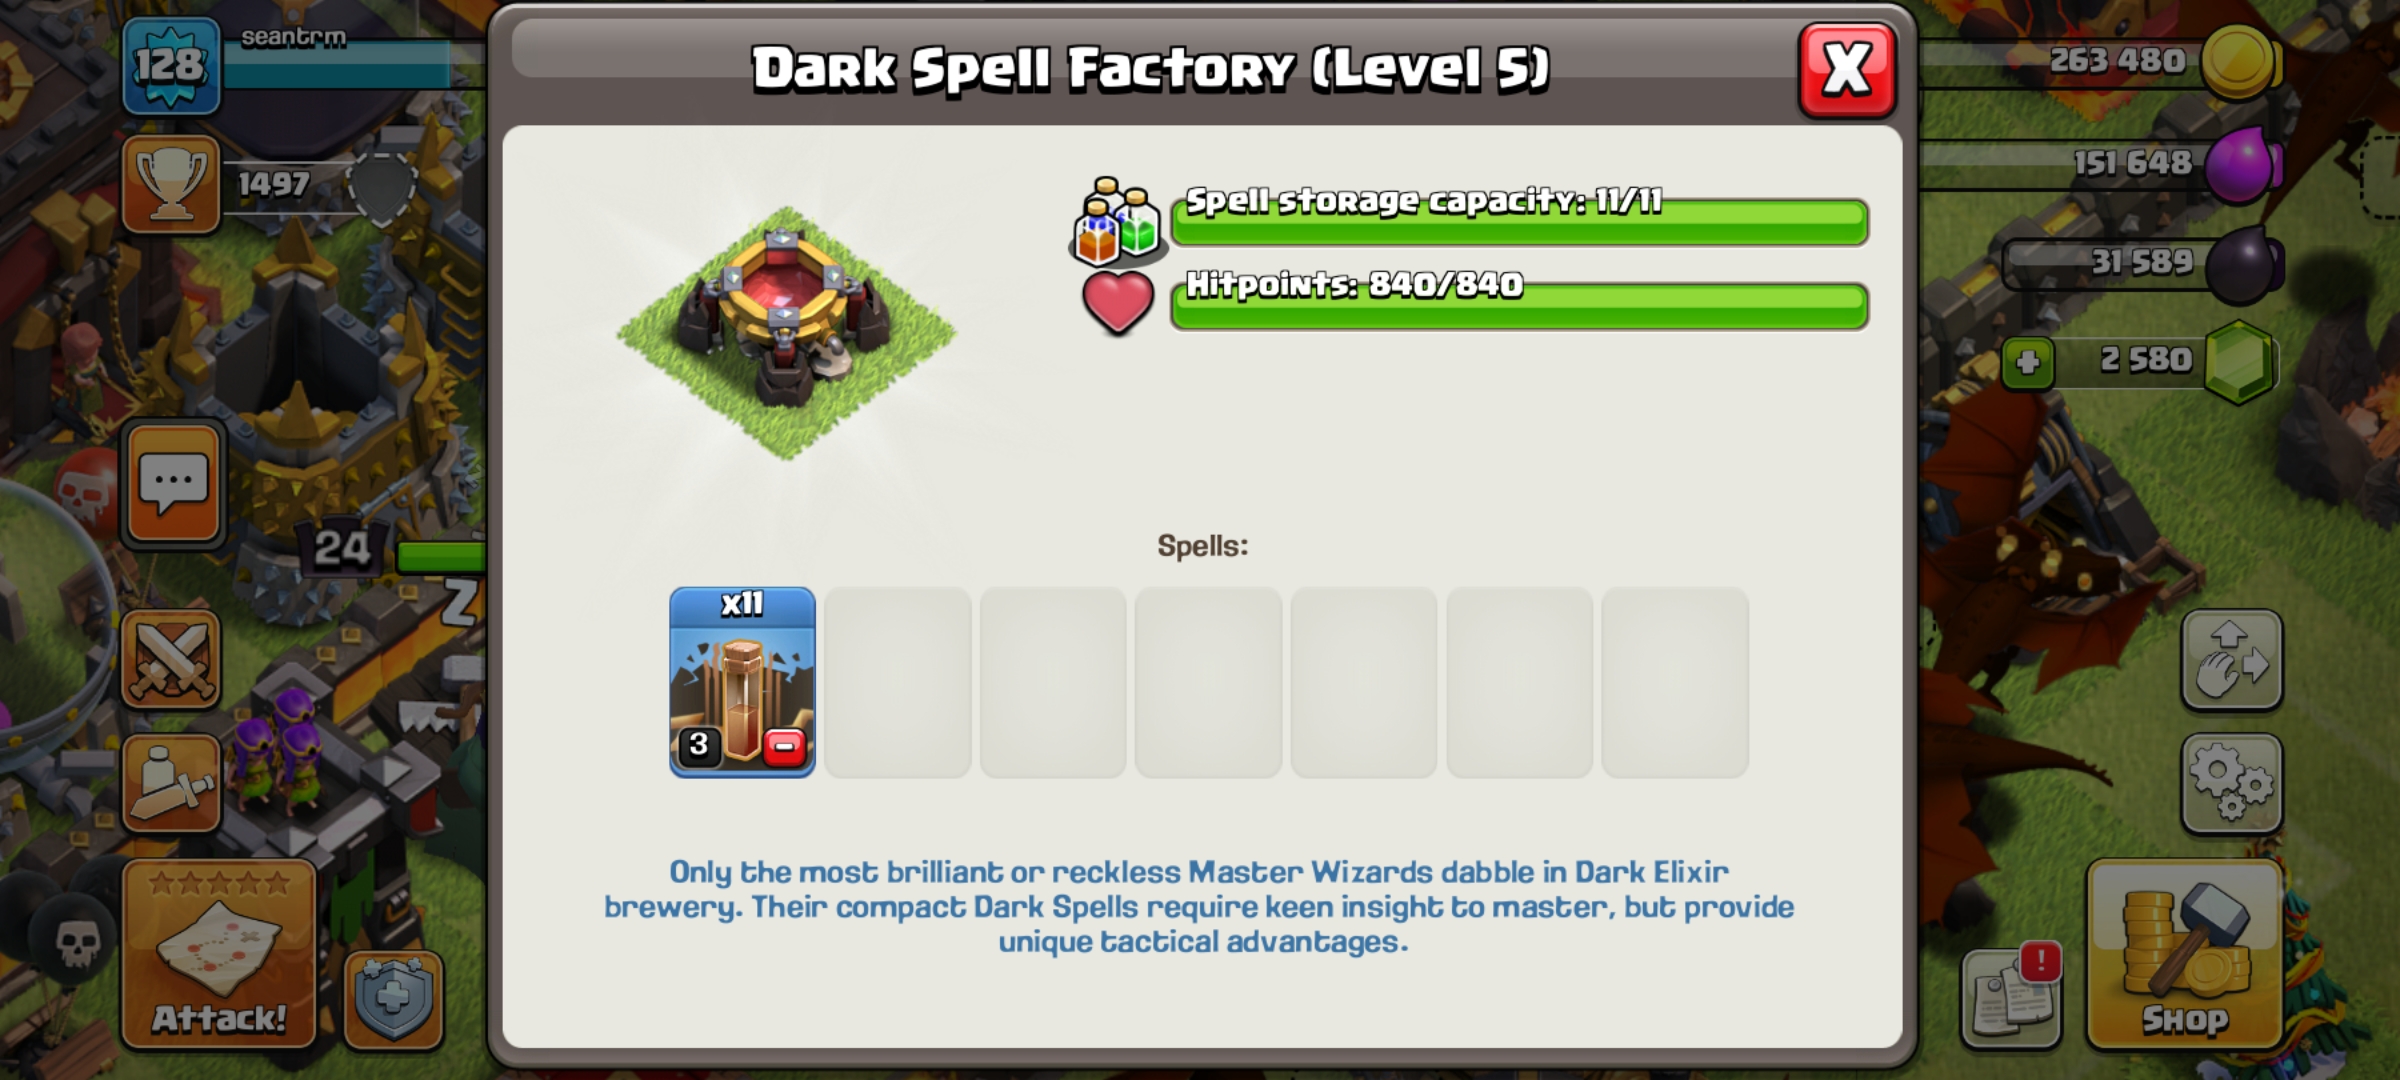 128
seantrm
Dark Spell Factory (Level 5)
X
263 480
1497
Spell storage capacity: 11/11
151 648
Hitpoints: 840/840
31 589
2 580
24
Z
Spells:
x11
3
Only the most brilliant or reckless Master Wizards dabble in Dark Elixir
brewery. Their compact Dark Spells require keen insight to master, but provide
unique tactical advantages.
!
Attack!
Shop